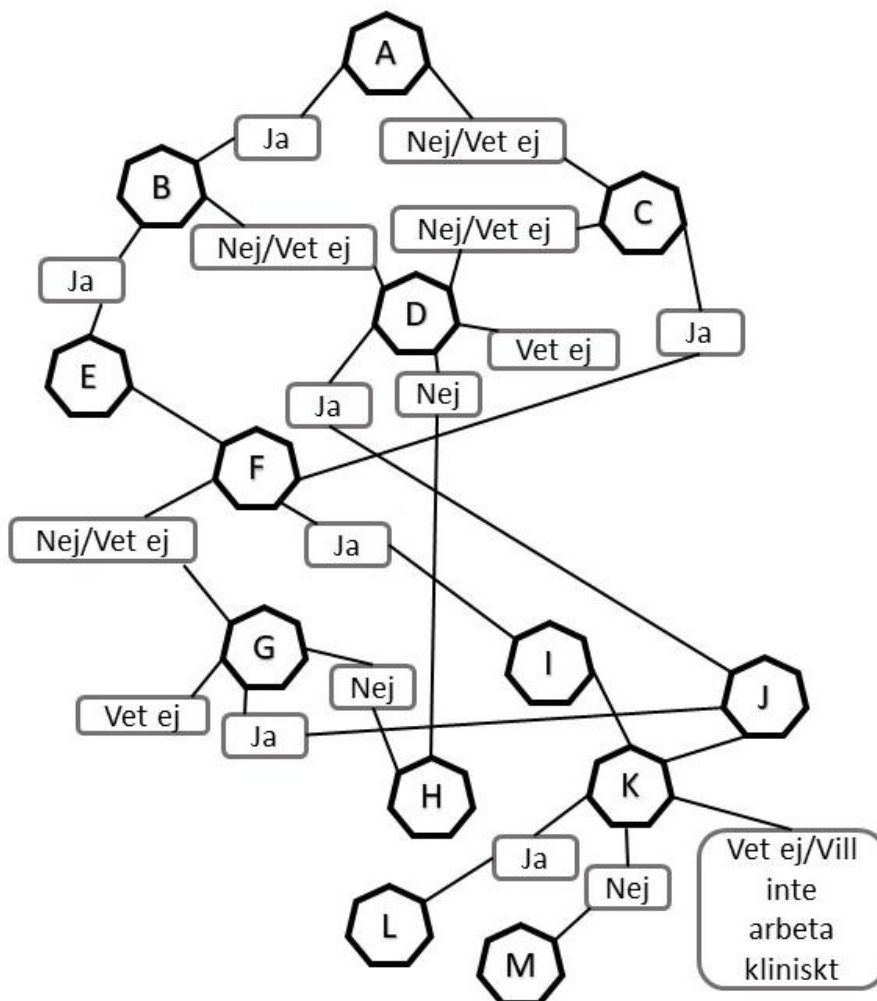 A
Ja
Nej/Vet ej
B
C
Nej/Vet ej
Nej/Vet ej
Ja
D
Ja
Vet ej
E
Ja
Nej
F
Nej/Vet ej
Ja
G
I
Nej
J
Vet ej
Ja
H
K
Ja
Vet ej/Vill
inte
arbeta
kliniskt
Nej
L
M